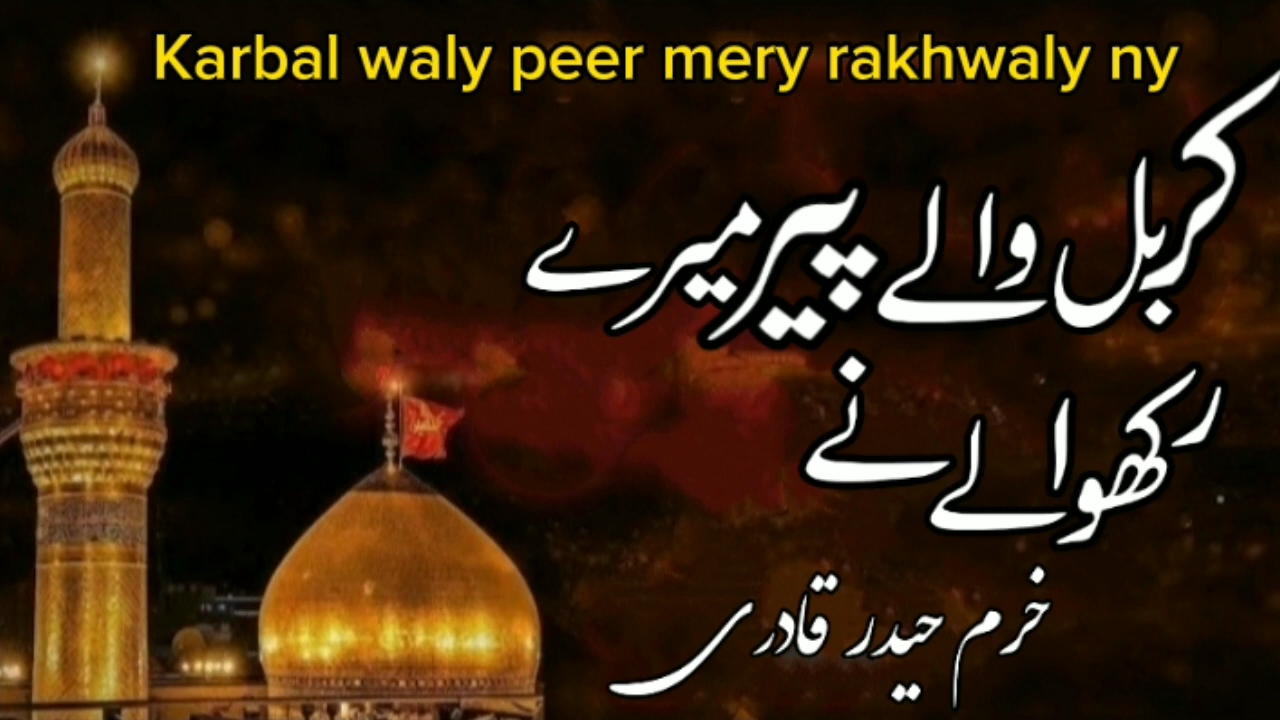 Karbal waly peer mery rakhwaly ny
کربل والے پیر میرے
رکھوالے نے
خرم حیدر قادری